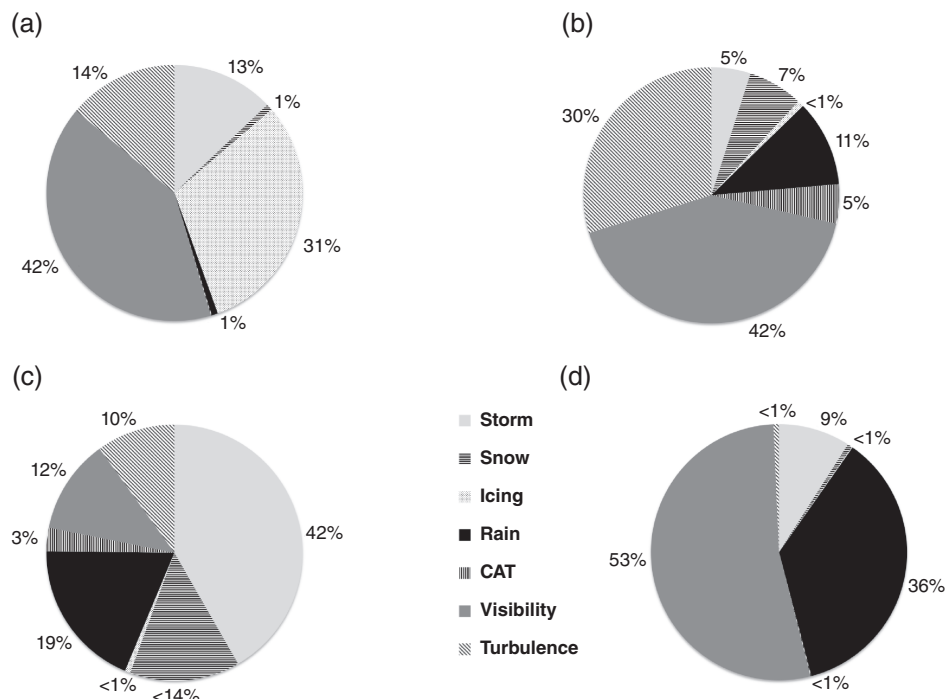 (a)
14%
13%
1%
31%
1%
42%
(b)
5%
7%
<1%
11%
5%
42%
30%
(c)
10%
42%
<14%
<1%
19%
3%
12%
Storm
Snow
Icing
Rain
CAT
Visibility
Turbulence
(d)
<1%
9%
<1%
36%
<1%
53%